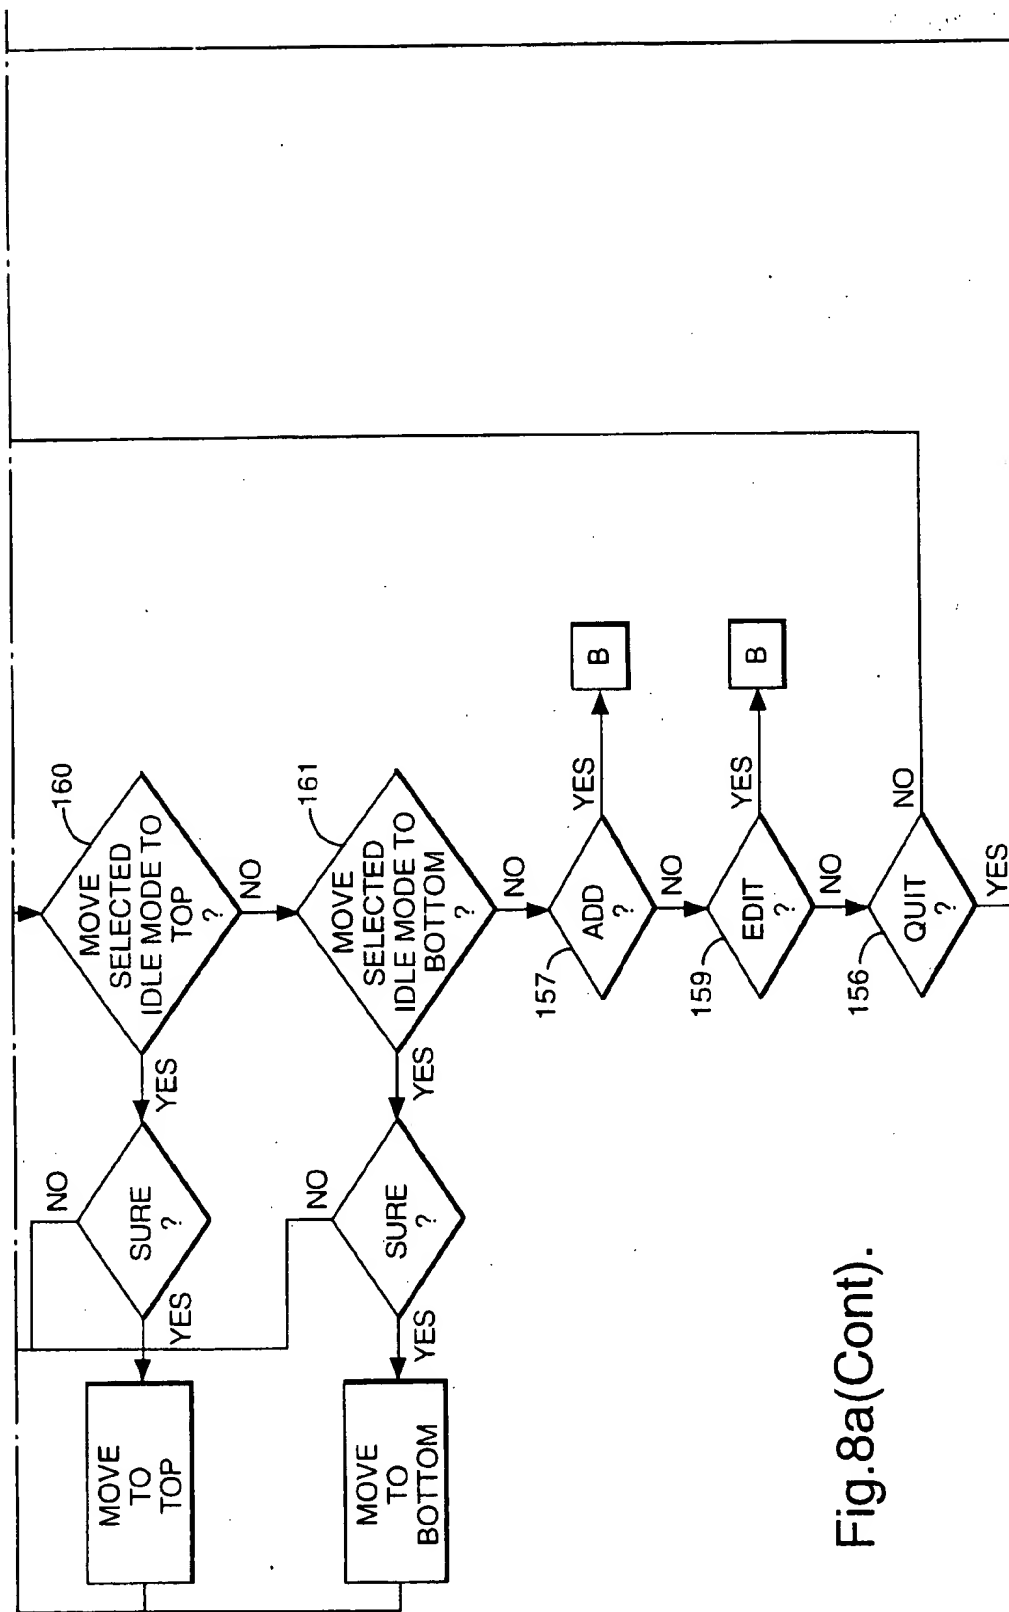 160
MOVE
SELECTED
IDLE MODE TO
TOP
?
YES
NO
SURE
?
NO
YES
MOVE
TO
TOP
161
MOVE
SELECTED
IDLE MODE TO
BOTTOM
?
YES
NO
SURE
?
NO
YES
MOVE
TO
BOTTOM
157
ADD
?
YES
B
NO
159
EDIT
?
YES
B
NO
156
QUIT
?
NO
YES
Fig.8a(Cont).